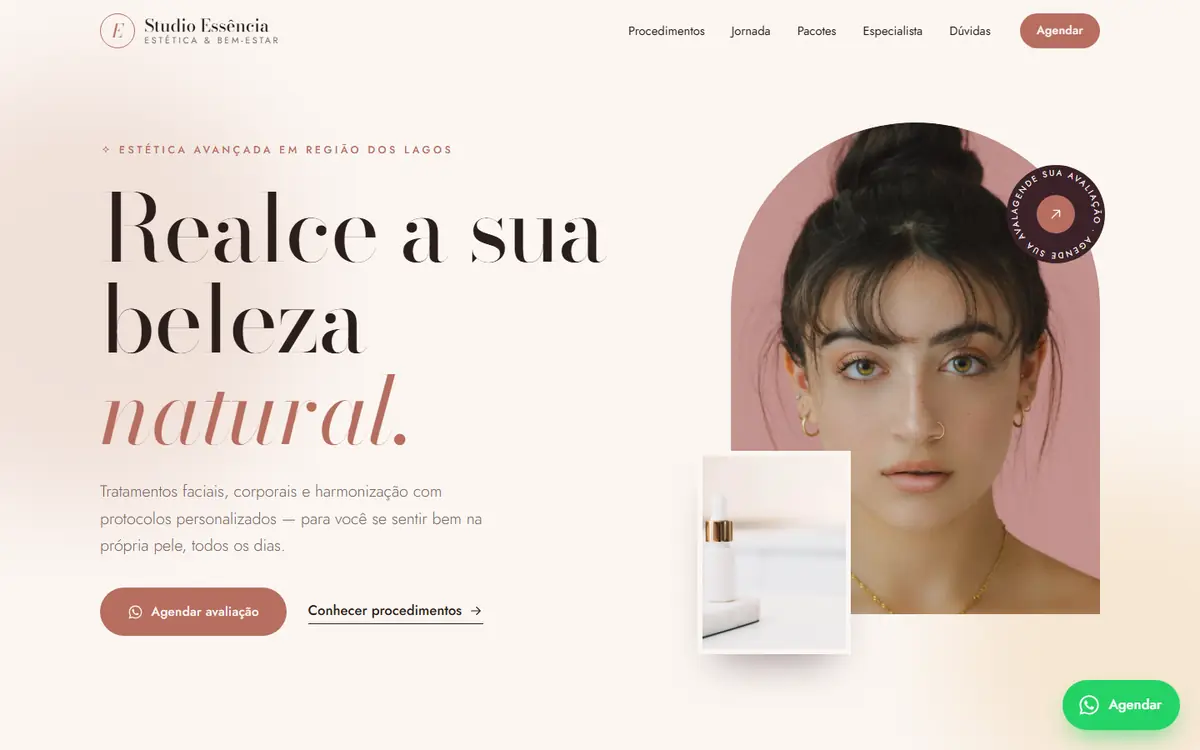 E
Studio Essência
ESTÉTICA & BEM-ESTAR
Procedimentos
Jornada
Pacotes
Especialista
Dúvidas
Agendar
✧ ESTÉTICA AVANÇADA EM REGIÃO DOS LAGOS
Realce a sua
beleza
natural.
AGENDE SUA AVALIAÇÃO · AGENDE SUA AVAL
Tratamentos faciais, corporais e harmonização com
protocolos personalizados — para você se sentir bem na
própria pele, todos os dias.
Agendar avaliação
Conhecer procedimentos →
Agendar